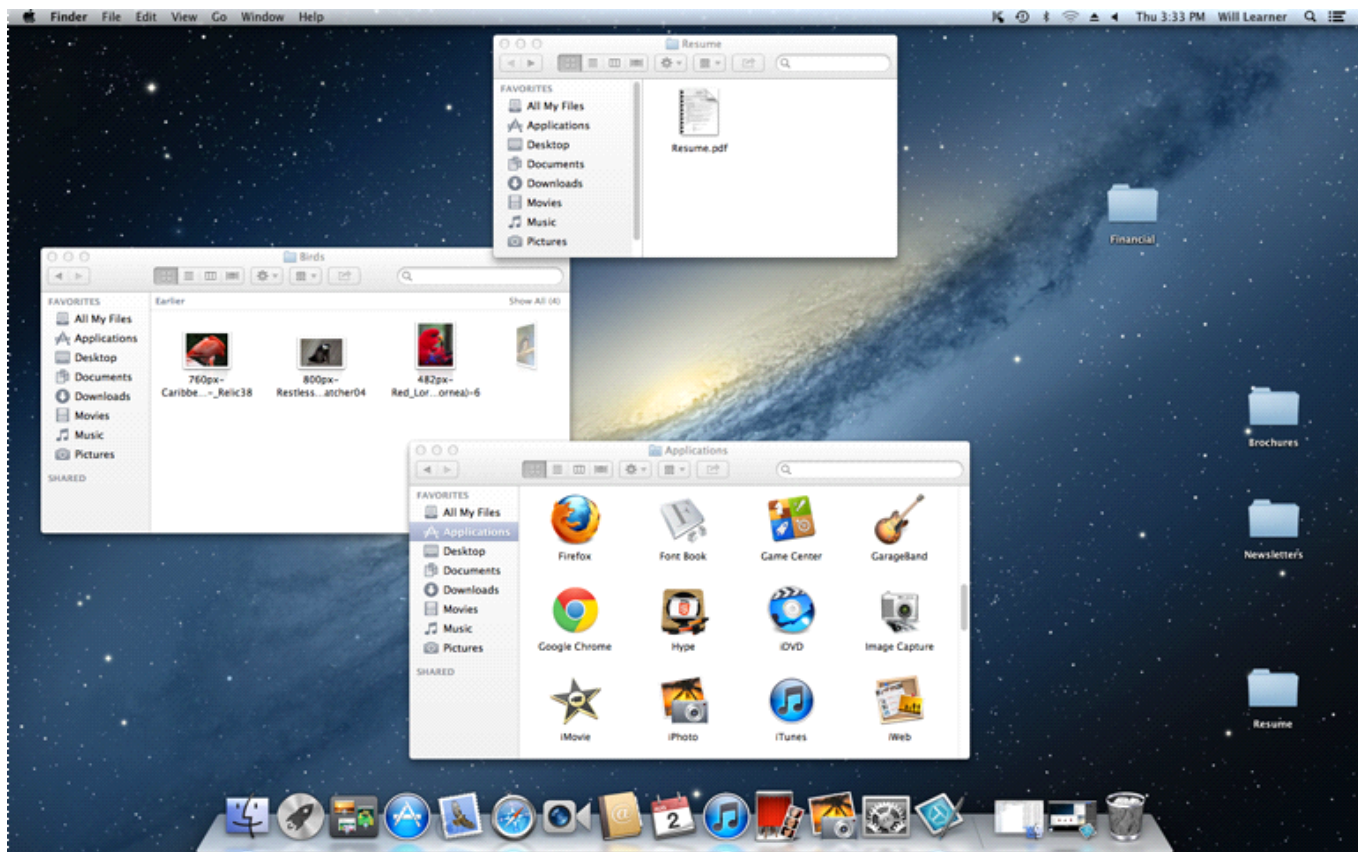 Finder File Edit View Go Window Help
Thu 3:33 PM Will Learner
Resume
FAVORITES
All My Files
Applications
Desktop
Documents
Downloads
Movies
Music
Pictures
Resume.pdf
Financial
Birds
FAVORITES
All My Files
Applications
Desktop
Documents
Downloads
Movies
Music
Pictures
SHARED
Earlier
Show All (4)
760px-
Caribbe...-_Relic38
800px-
Restless...atcher04
482px-
Red_Lor...ornea)-6
Brochures
Newsletters
Resume
Applications
FAVORITES
All My Files
Applications
Desktop
Documents
Downloads
Movies
Music
Pictures
SHARED
Firefox
Font Book
Game Center
GarageBand
Google Chrome
Hype
iDVD
Image Capture
iMovie
iPhoto
iTunes
iWeb
2